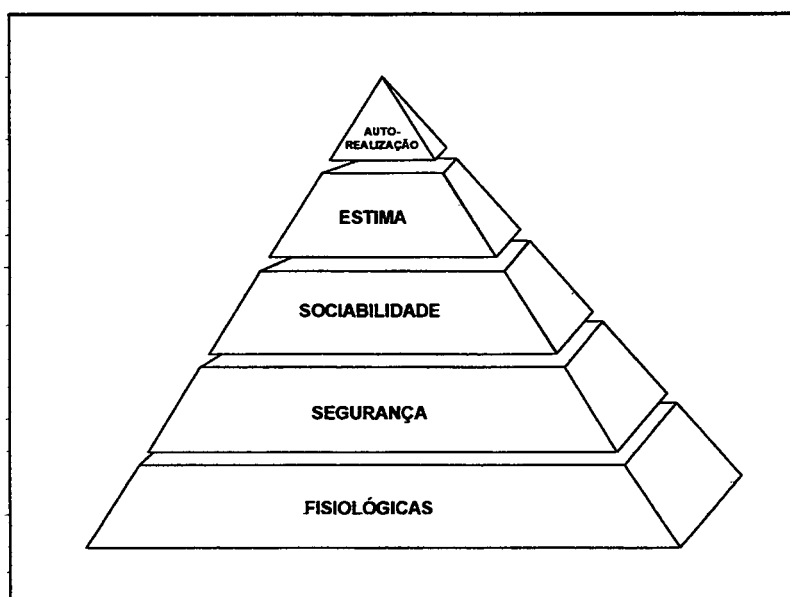 AUTO-
REALIZAÇÃO
ESTIMA
SOCIABILIDADE
SEGURANÇA
FISIOLÓGICAS